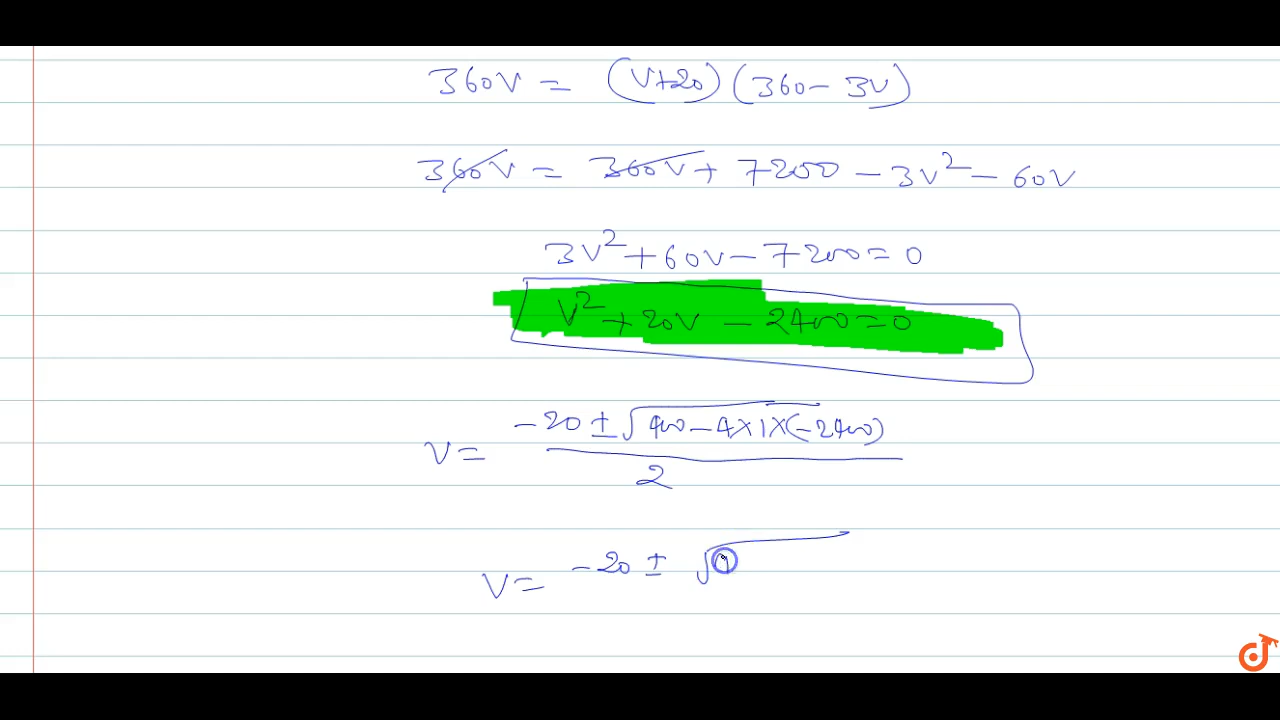 360V = (V+20)(360-3V)
360V = 360V + 7200 - 3V² - 60V
3V² + 60V - 7200 = 0
V² + 20V - 2400 = 0
V = (-20 ± √(400 - 4×1×(-2400))) / 2
V = -20 ± √